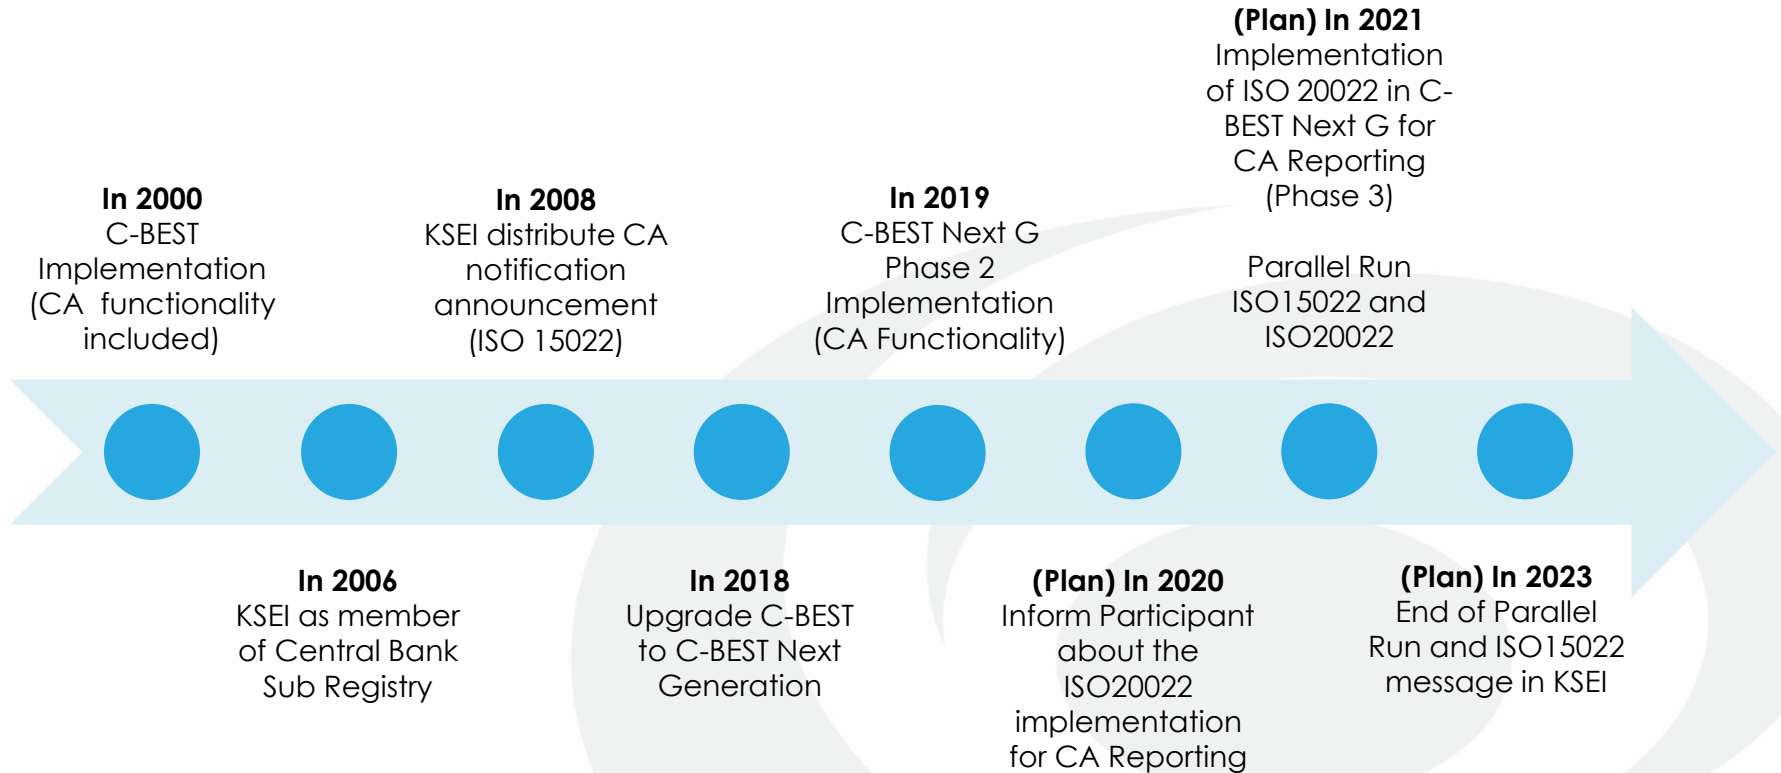 In 2000
C-BEST
Implementation
(CA functionality
included)
In 2006
KSEI as member
of Central Bank
Sub Registry
In 2008
KSEI distribute CA
notification
announcement
(ISO 15022)
In 2018
Upgrade C-BEST
to C-BEST Next
Generation
In 2019
C-BEST Next G
Phase 2
Implementation
(CA Functionality)
(Plan) In 2020
Inform Participant
about the
ISO20022
implementation
for CA Reporting
(Plan) In 2021
Implementation
of ISO 20022 in C-
BEST Next G for
CA Reporting
(Phase 3)
Parallel Run
ISO15022 and
ISO20022
(Plan) In 2023
End of Parallel
Run and ISO15022
message in KSEI